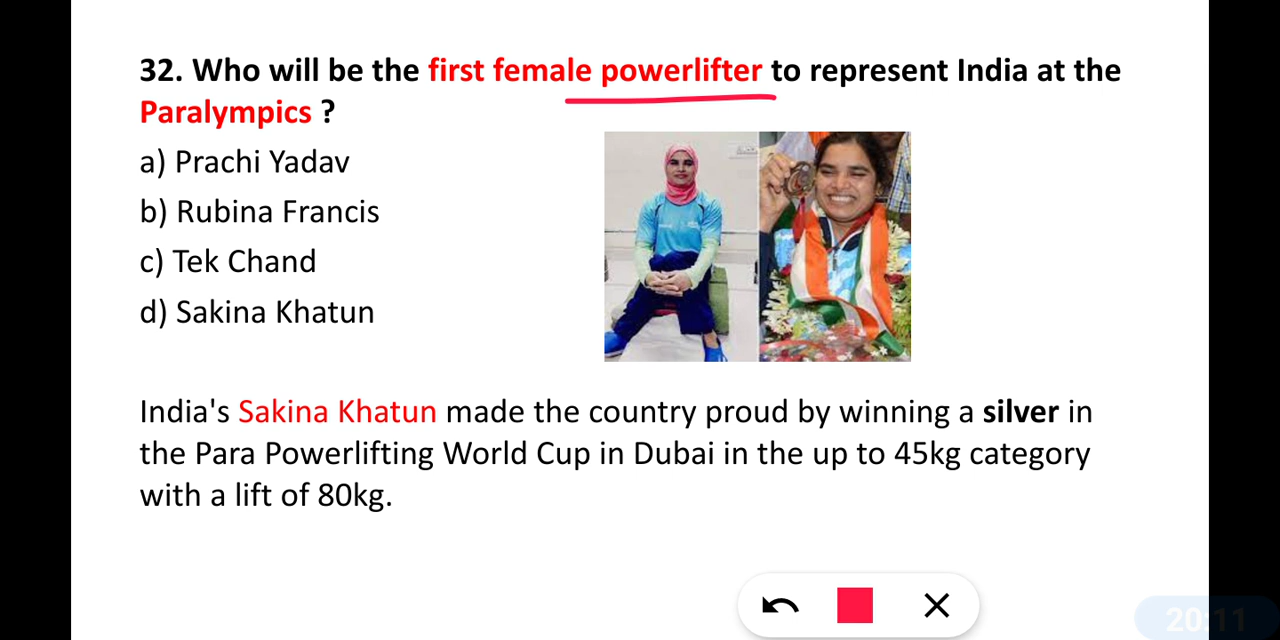 32. Who will be the first female powerlifter to represent India at the
Paralympics ?
a) Prachi Yadav
b) Rubina Francis
c) Tek Chand
d) Sakina Khatun
India's Sakina Khatun made the country proud by winning a silver in
the Para Powerlifting World Cup in Dubai in the up to 45kg category
with a lift of 80kg.
20:11